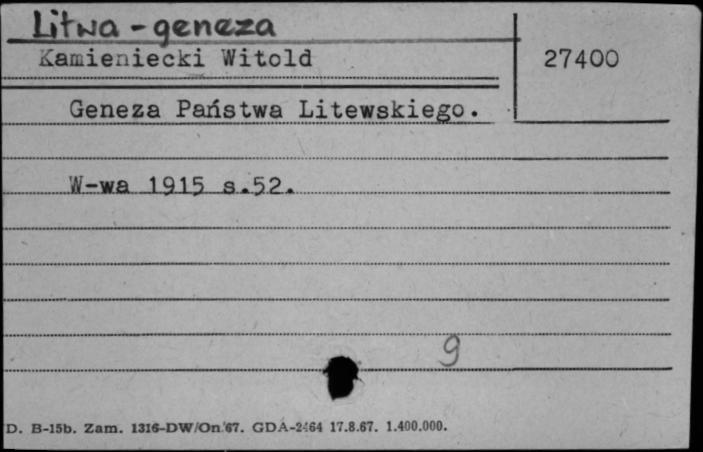 Litwa - geneza
Kamieniecki Witold
27400
Geneza Państwa Litewskiego.
W-wa 1915 s.52.
9
D. B-15b. Zam. 1316-DW/On/67. GDA-2464 17.8.67. 1.400.000.